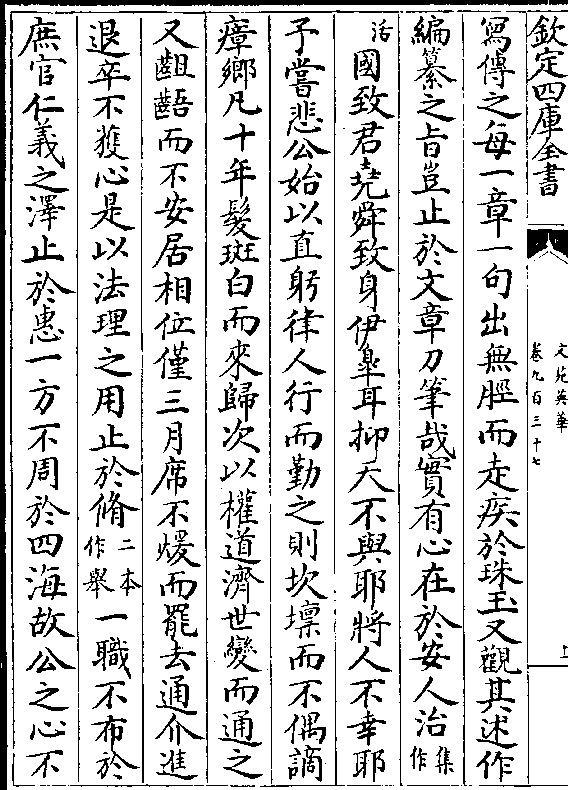 欽定四庫全書
文苑英華
卷九百三十七
寫傳之每一章一句出無脛而走疾於珠玉又觀其述作
編纂之旨豈止於文章刀筆哉實有心在於安人治集作
活國致君堯舜致身伊臯耳抑天不與耶將人不幸耶
予嘗悲公始以直躬律人行而勤之則坎壈而不偶謫
瘴鄉凡十年髮斑白而來歸次以權道濟世變而通之
又齟齬而不安居相位僅三月席不煖而罷去通介進
退卒不獲心是以法理之用止於脩二本作舉一職不布於
庶官仁義之澤止於惠一方不周於四海故公之心不